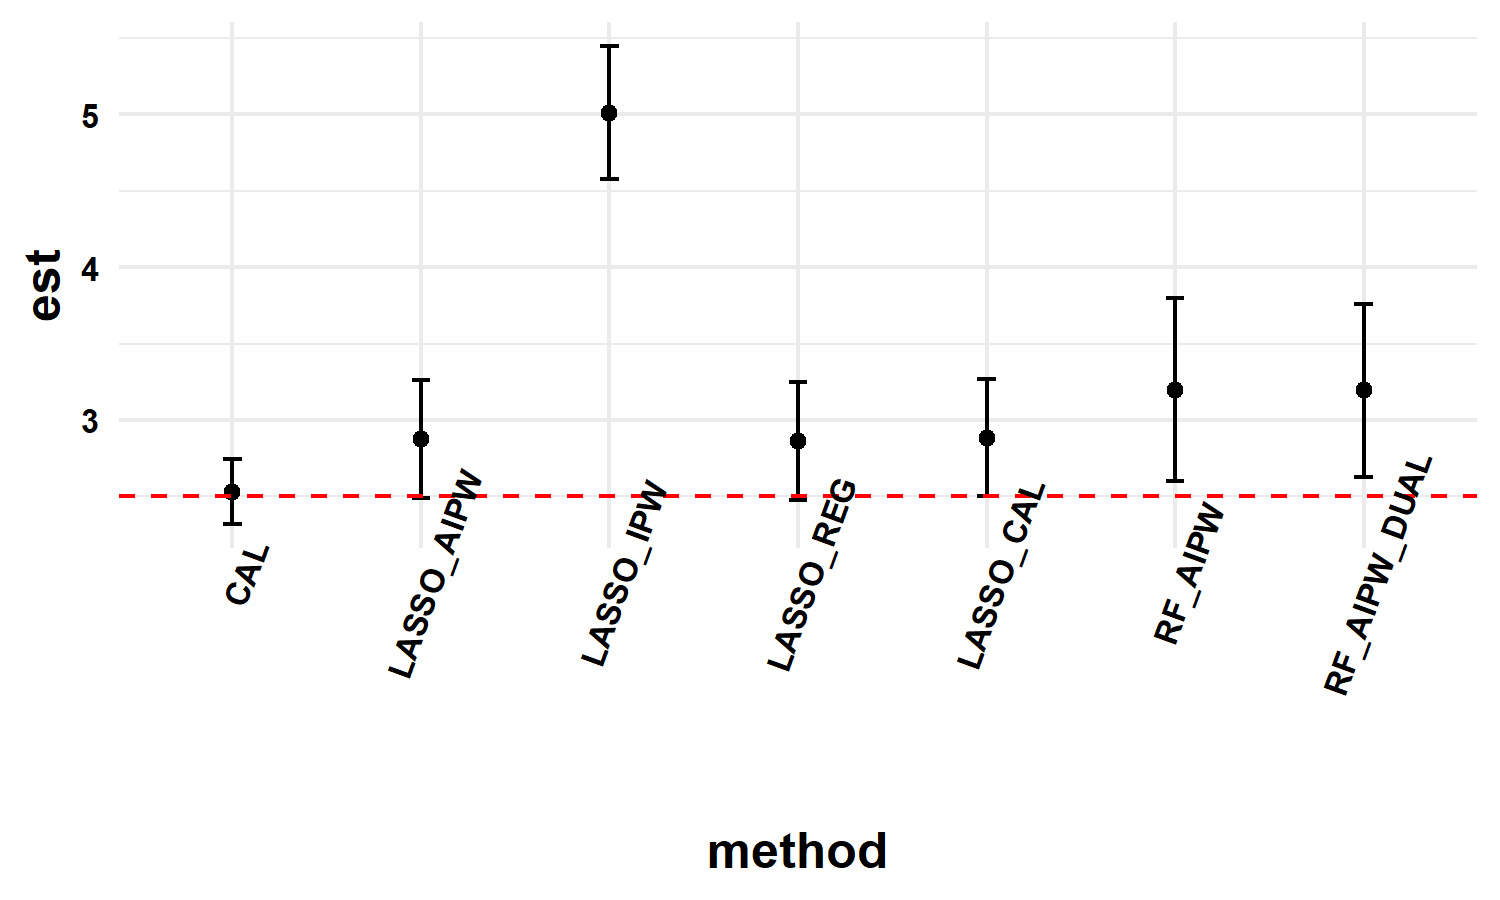 5
4
3
est
CAL
LASSO_AIPW
LASSO_IPW
LASSO_REG
LASSO_CAL
RF_AIPW
RF_AIPW_DUAL
method